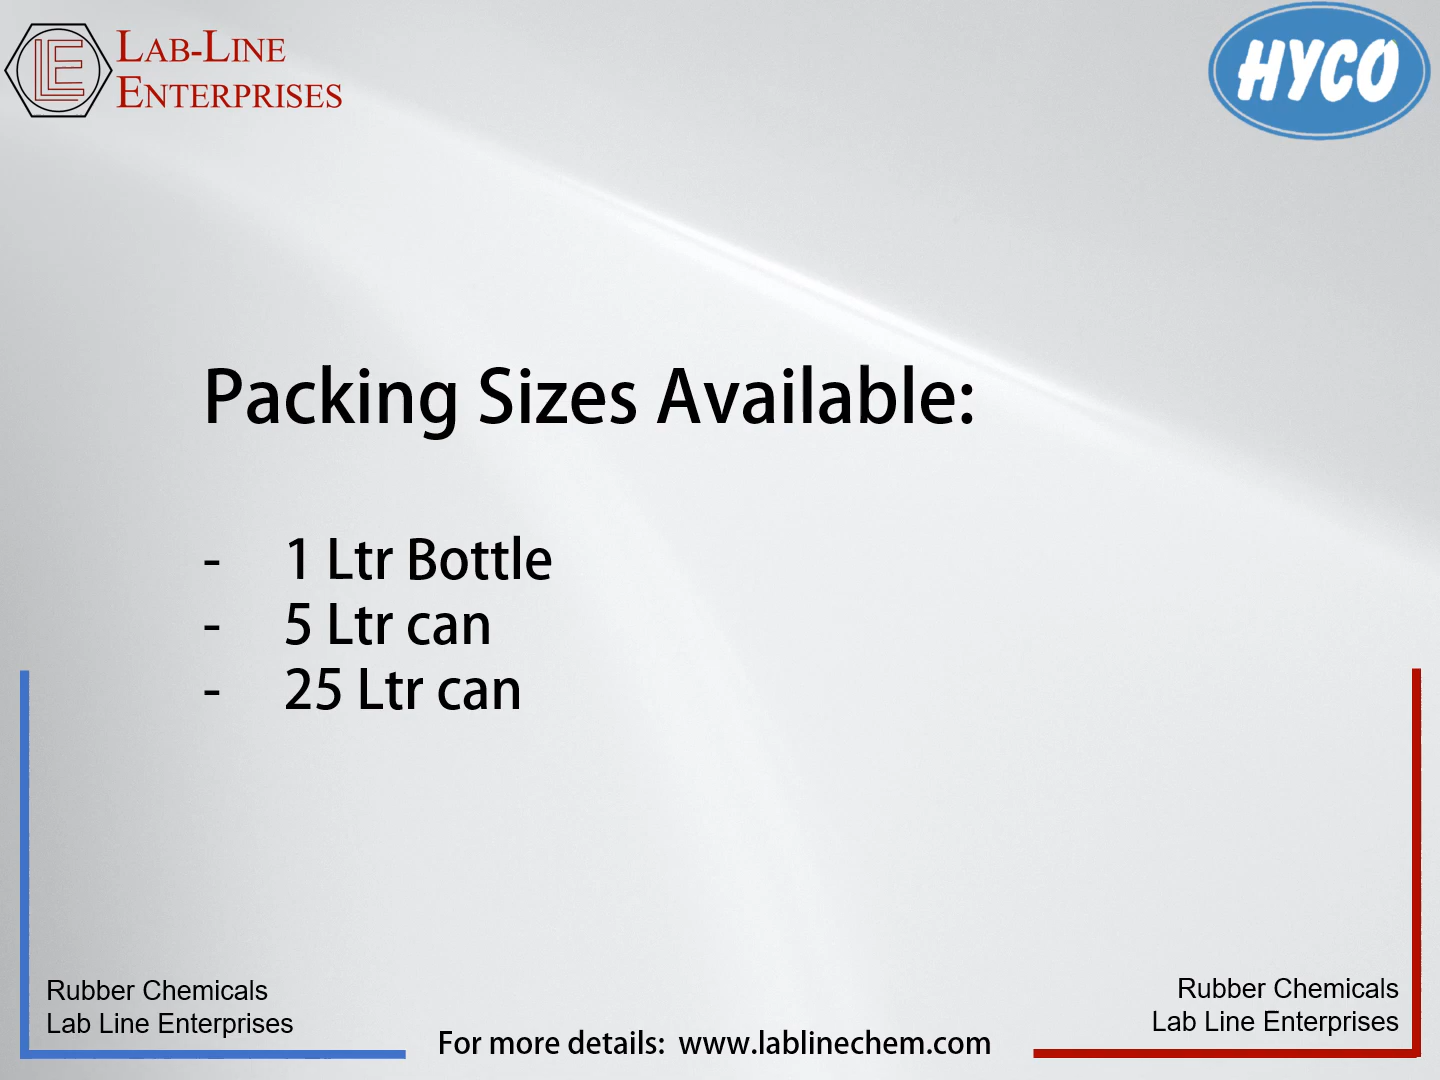 LAB-LINE
ENTERPRISES
HYCO
Packing Sizes Available:
- 1 Ltr Bottle
- 5 Ltr can
- 25 Ltr can
Rubber Chemicals
Lab Line Enterprises
For more details: www.lablinechem.com
Rubber Chemicals
Lab Line Enterprises